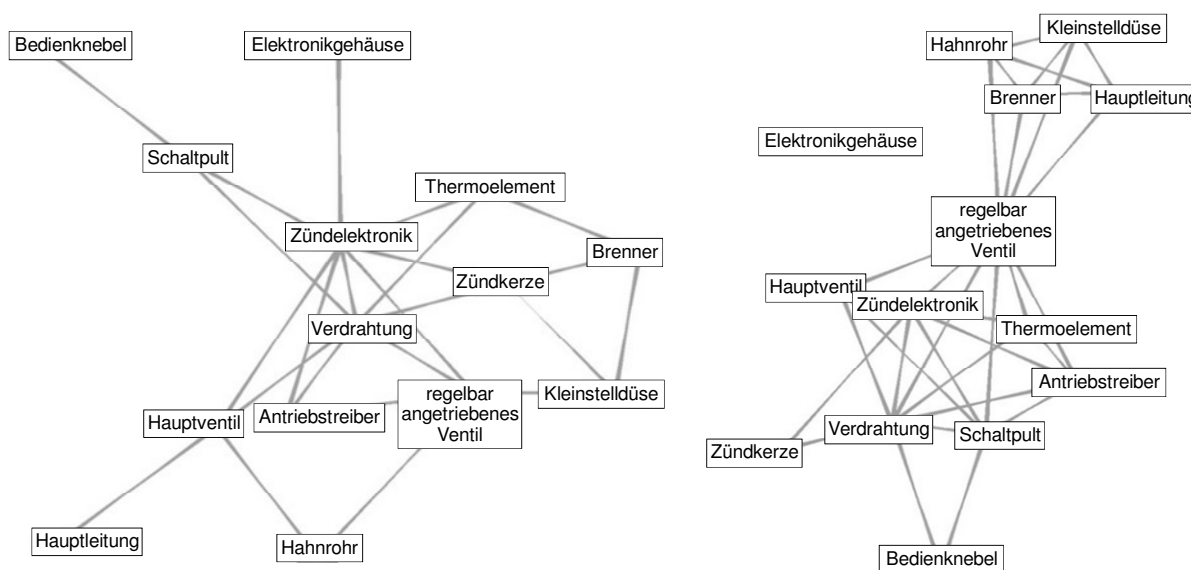 Bedienknebel
Elektronikgehäuse
Schaltpult
Thermoelement
Zündelektronik
Brenner
Zündkerze
Verdrahtung
Kleinstelldüse
regelbar
angetriebenes
Ventil
Antriebstreiber
Hauptventil
Hauptleitung
Hahnrohr
Kleinstelldüse
Hahnrohr
Brenner
Hauptleitung
Elektronikgehäuse
regelbar
angetriebenes
Ventil
Hauptventil
Zündelektronik
Thermoelement
Antriebstreiber
Verdrahtung
Schaltpult
Zündkerze
Bedienknebel